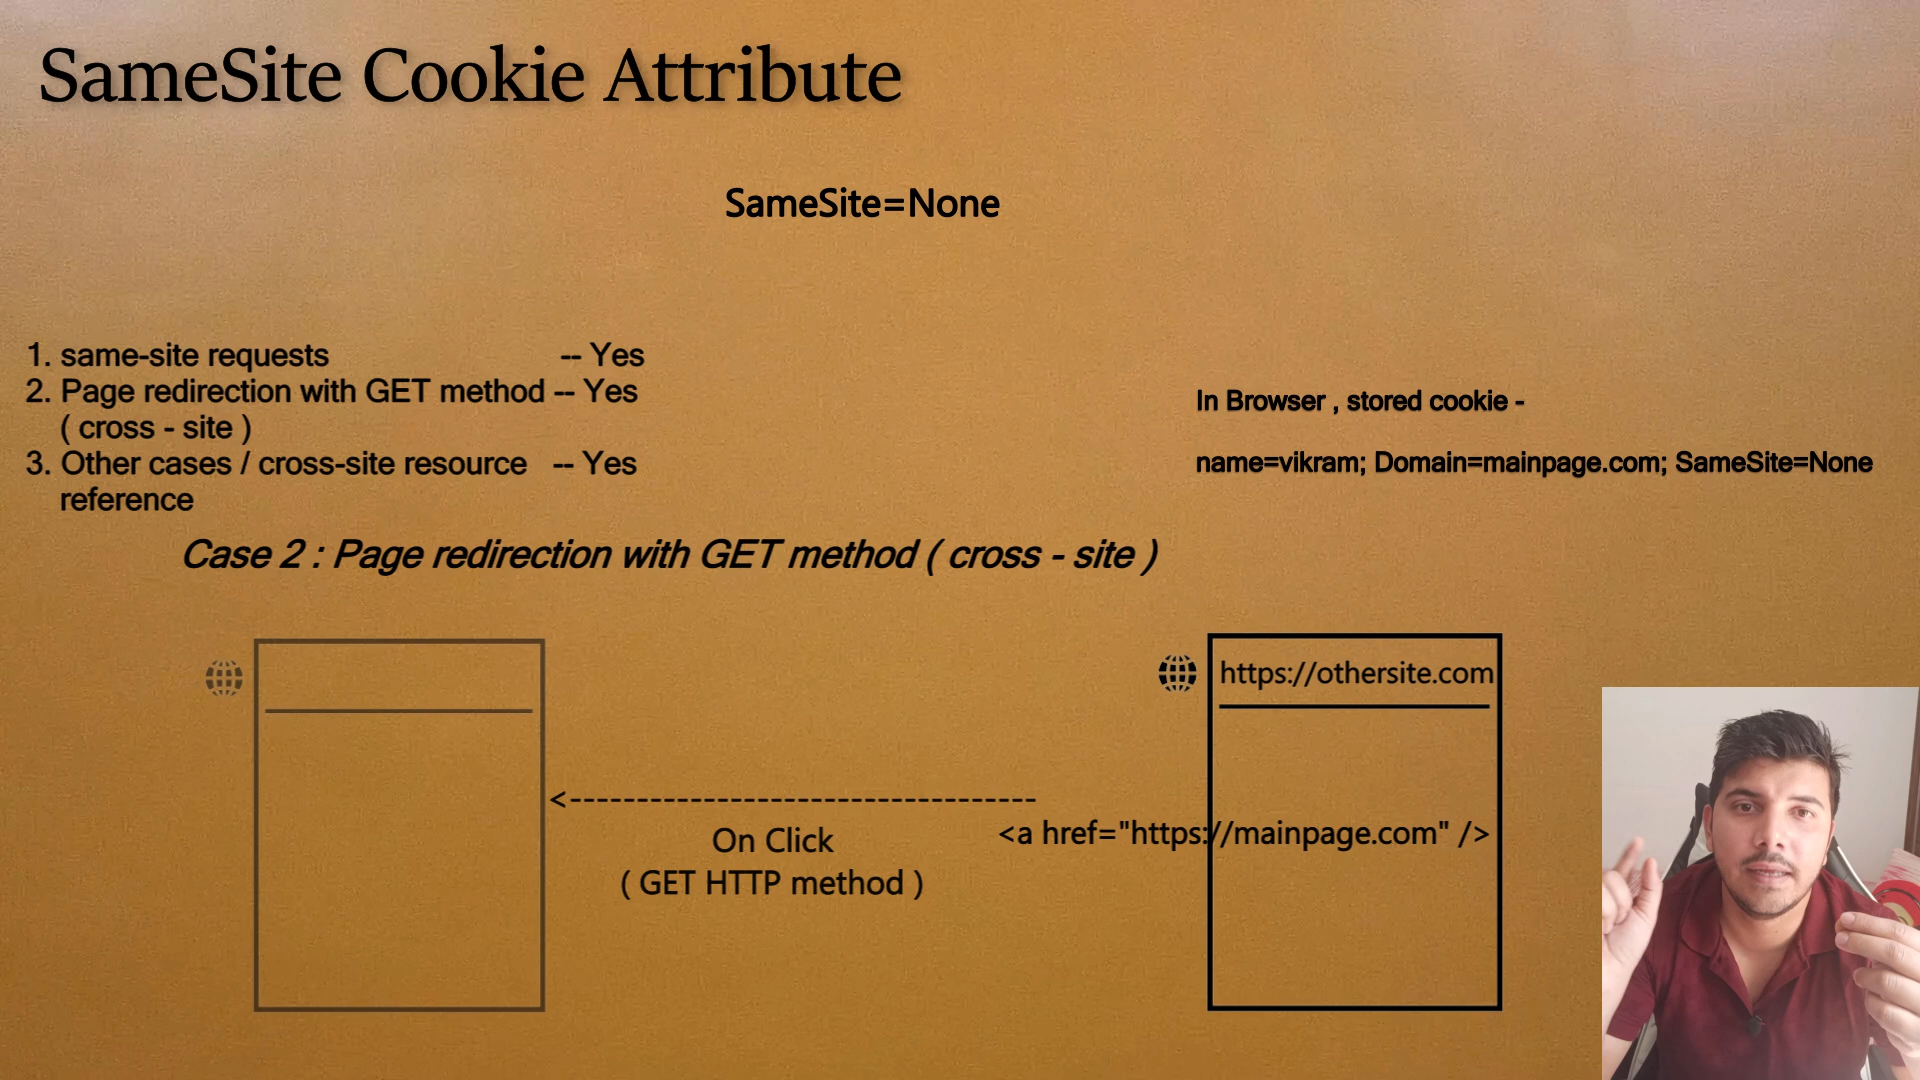 SameSite Cookie Attribute
SameSite=None
1. same-site requests -- Yes
2. Page redirection with GET method -- Yes
( cross - site )
3. Other cases / cross-site resource -- Yes
reference
In Browser , stored cookie -
name=vikram; Domain=mainpage.com; SameSite=None
Case 2 : Page redirection with GET method ( cross - site )
https://othersite.com
<------------------------------------
<a href="https://mainpage.com" />
On Click
( GET HTTP method )